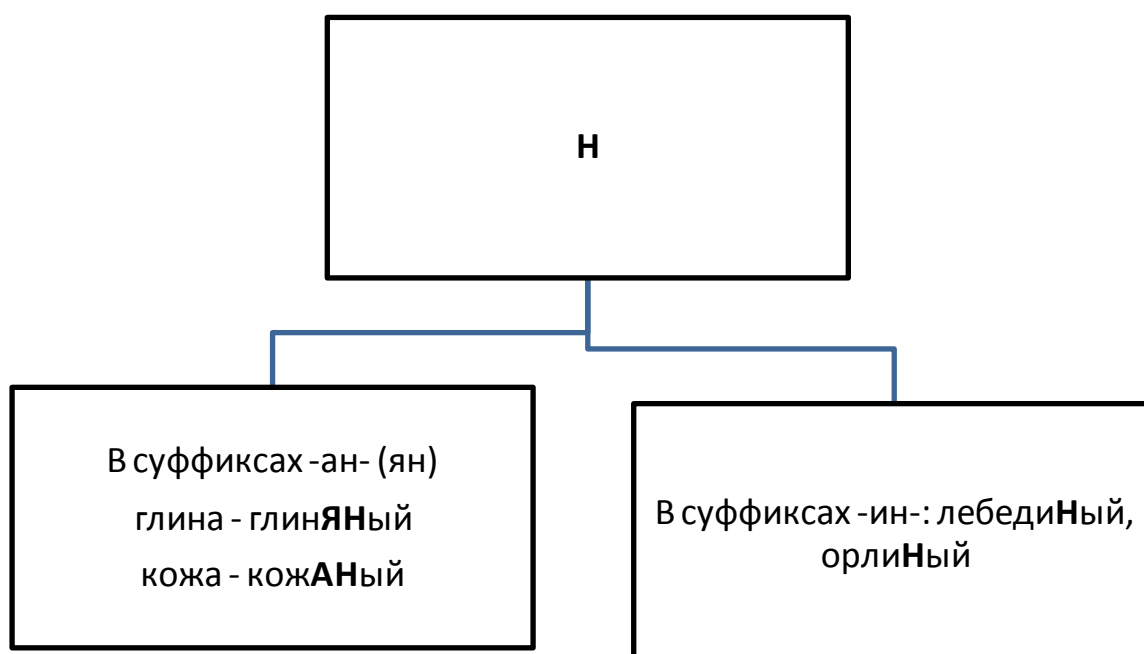 Н
В суффиксах -ан- (ян)
глина - глинЯНый
кожа - кожАНый
В суффиксах -ин-: лебедиНый,
орлиНый